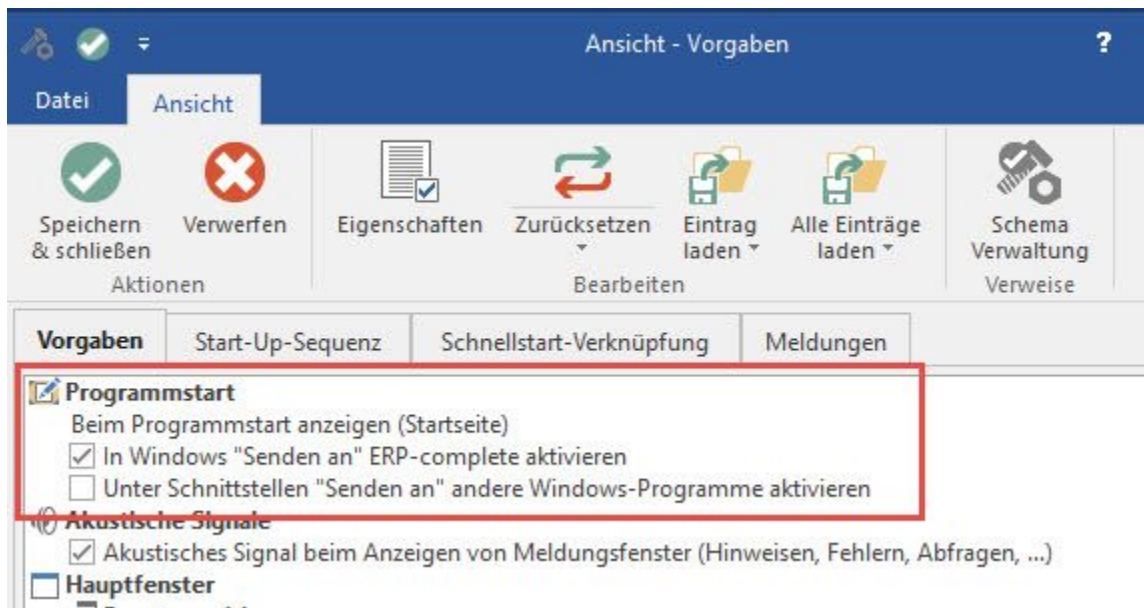 Ansicht - Vorgaben
?
Datei Ansicht
Speichern & schließen
Verwerfen
Eigenschaften
Zurücksetzen
Eintrag laden
Alle Einträge laden
Schema Verwaltung
Aktionen
Bearbeiten
Verweise
Vorgaben Start-Up-Sequenz Schnellstart-Verknüpfung Meldungen
Programmstart
Beim Programmstart anzeigen (Startseite)
In Windows "Senden an" ERP-complete aktivieren
Unter Schnittstellen "Senden an" andere Windows-Programme aktivieren
Akustische Signale
Akustisches Signal beim Anzeigen von Meldungsfenster (Hinweisen, Fehlern, Abfragen, ...)
Hauptfenster